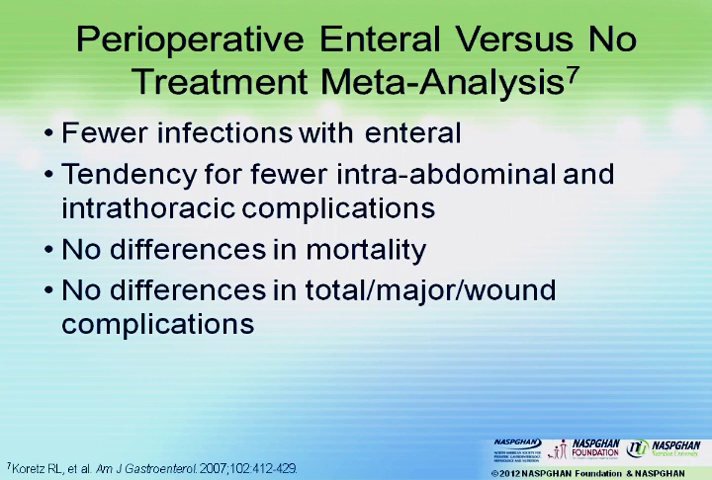 Perioperative Enteral Versus No
Treatment Meta-Analysis⁷
• Fewer infections with enteral
• Tendency for fewer intra-abdominal and
intrathoracic complications
• No differences in mortality
• No differences in total/major/wound
complications
⁷Koretz RL, et al. Am J Gastroenterol. 2007;102:412-429.
NASPGHAN
NASPGHAN
FOUNDATION
NASPGHAN
©2012 NASPGHAN Foundation & NASPGHAN